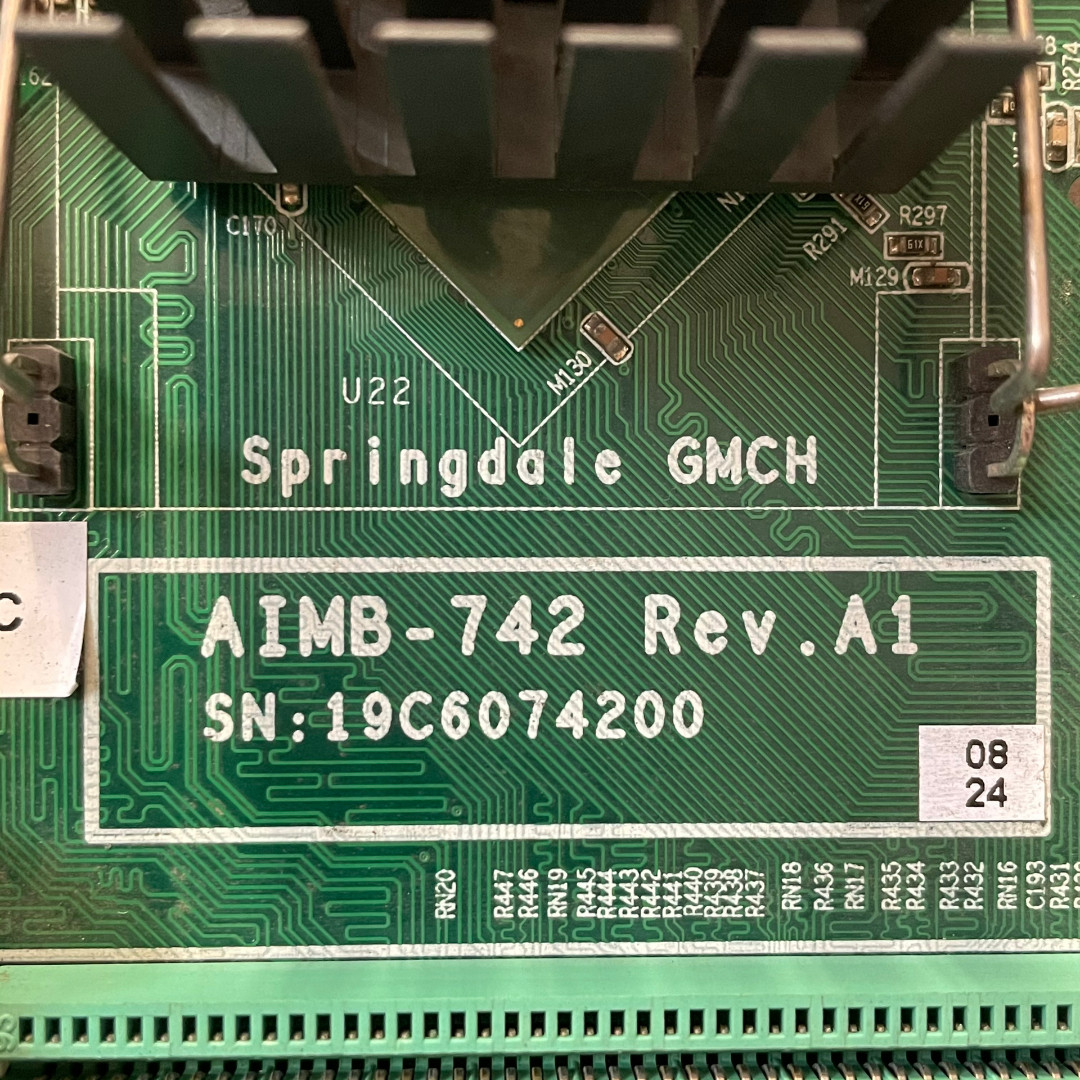 C170
R291
R297
61X
M129
R274
M130
U22
Springdale GMCH
C
AIMB-742 Rev.A1
SN:19C6074200
08
24
RN20
R447
R446
RN19
R445
R444
R443
R442
R441
R440
R439
R438
R437
RN18
R436
RN17
R435
R434
R433
R432
RN16
C193
R431